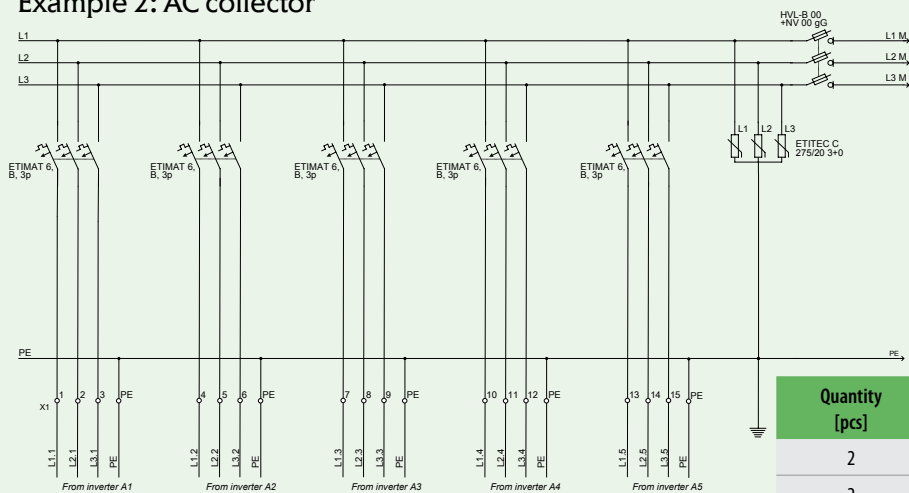 Example 2: AC collector
HVL-B 00
+NV 00 gG
L1
L1 M
L2
L2 M
L3
L3 M
L1 L2 L3
ETITEC C
275/20 3+0
ETIMAT 6,
B, 3p
ETIMAT 6,
B, 3p
ETIMAT 6,
B, 3p
ETIMAT 6,
B, 3p
ETIMAT 6,
B, 3p
PE
PE
X1
1 2 3 PE
4 5 6 PE
7 8 9 PE
10 11 12 PE
13 14 15 PE
L1.1 L2.1 L3.1 PE
L1.2 L2.2 L3.2 PE
L1.3 L2.3 L3.3 PE
L1.4 L2.4 L3.4 PE
L1.5 L2.5 L3.5 PE
From inverter A1
From inverter A2
From inverter A3
From inverter A4
From inverter A5
Quantity
[pcs]
2